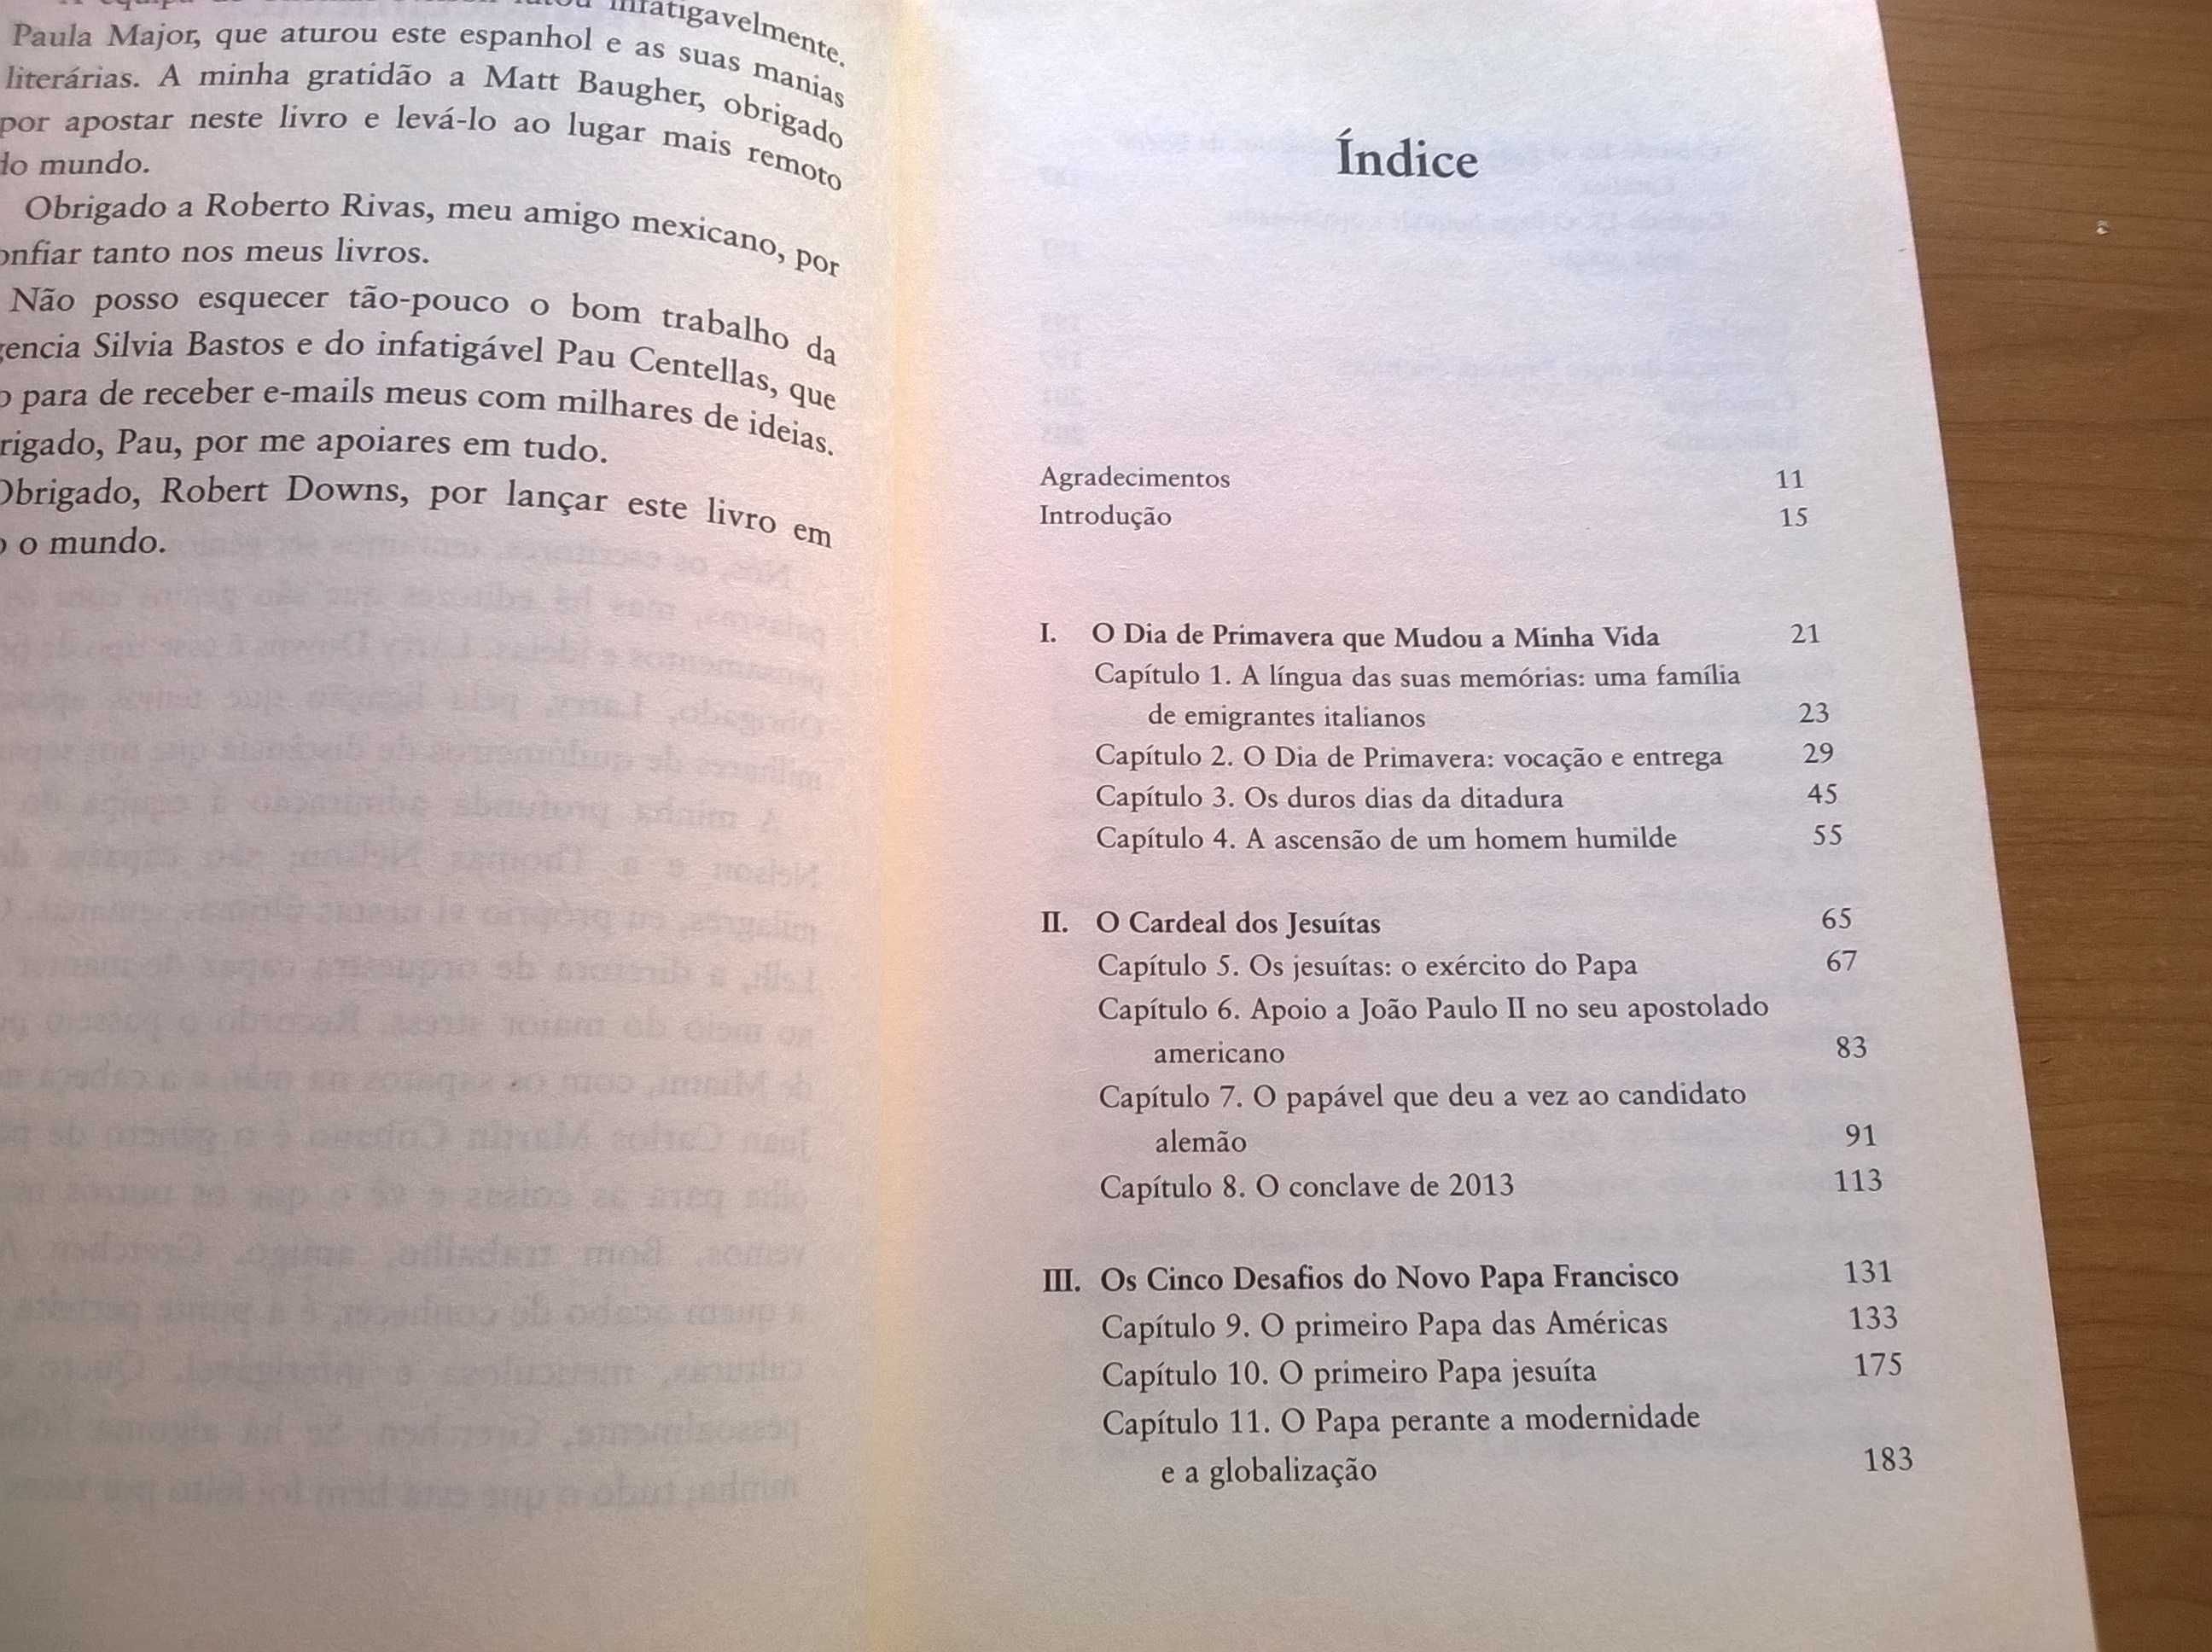 infatigavelmente.
Paula Major, que aturou este espanhol e as suas manias
literárias. A minha gratidão a Matt Baugher, obrigado
por apostar neste livro e levá-lo ao lugar mais remoto
do mundo.
Obrigado a Roberto Rivas, meu amigo mexicano, por
onfiar tanto nos meus livros.
Não posso esquecer tão-pouco o bom trabalho da
gencia Silvia Bastos e do infatigável Pau Centellas, que
o para de receber e-mails meus com milhares de ideias.
rigado, Pau, por me apoiares em tudo.
Obrigado, Robert Downs, por lançar este livro em
o o mundo.
Índice
Agradecimentos 11
Introdução 15
I. O Dia de Primavera que Mudou a Minha Vida 21
Capítulo 1. A língua das suas memórias: uma família
de emigrantes italianos 23
Capítulo 2. O Dia de Primavera: vocação e entrega 29
Capítulo 3. Os duros dias da ditadura 45
Capítulo 4. A ascensão de um homem humilde 55
II. O Cardeal dos Jesuítas 65
Capítulo 5. Os jesuítas: o exército do Papa 67
Capítulo 6. Apoio a João Paulo II no seu apostolado
americano 83
Capítulo 7. O papável que deu a vez ao candidato
alemão 91
Capítulo 8. O conclave de 2013 113
III. Os Cinco Desafios do Novo Papa Francisco 131
Capítulo 9. O primeiro Papa das Américas 133
Capítulo 10. O primeiro Papa jesuíta 175
Capítulo 11. O Papa perante a modernidade
e a globalização 183